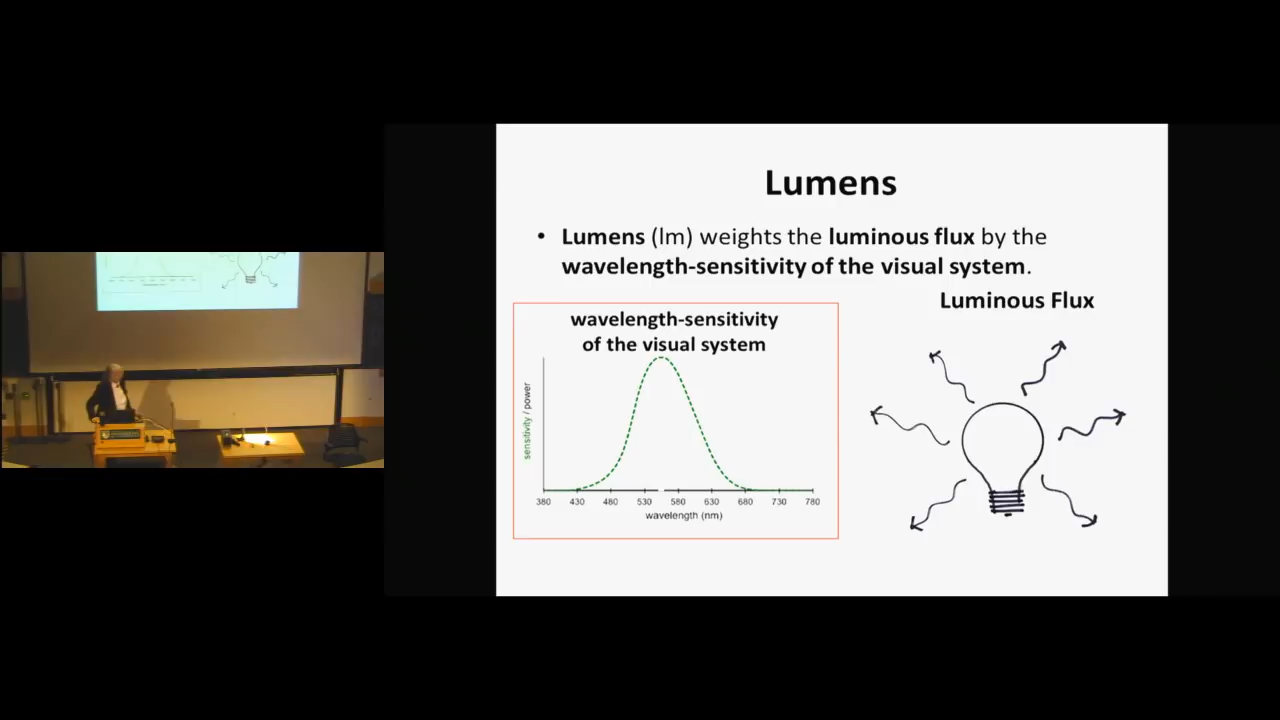 Lumens
• Lumens (lm) weights the luminous flux by the
wavelength-sensitivity of the visual system.
Luminous Flux
wavelength-sensitivity
of the visual system
sensitivity / power
380 430 480 530 580 630 680 730 780
wavelength (nm)